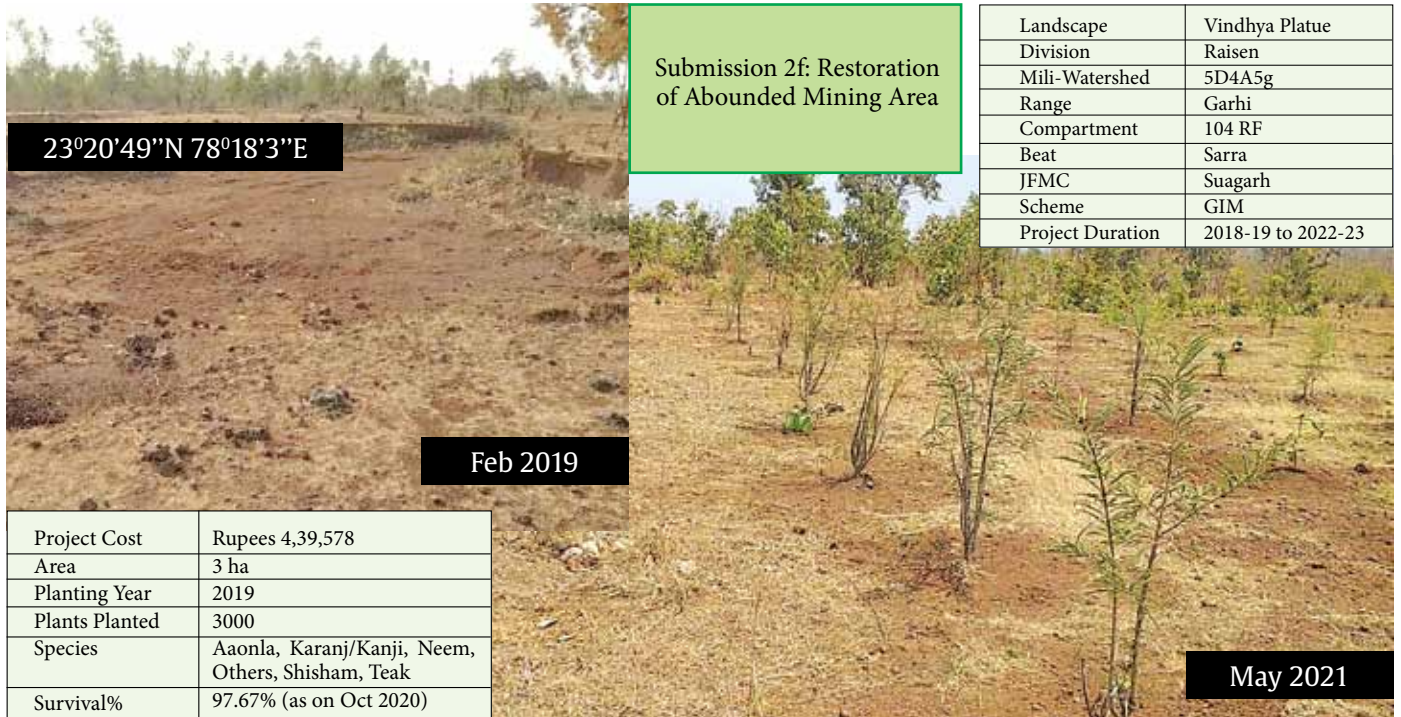 23⁰20’49’’N 78⁰18’3’’E
Feb 2019
Submission 2f: Restoration
of Abounded Mining Area
Landscape Vindhya Platue
Division Raisen
Mili-Watershed 5D4A5g
Range Garhi
Compartment 104 RF
Beat Sarra
JFMC Suagarh
Scheme GIM
Project Duration 2018-19 to 2022-23
Project Cost Rupees 4,39,578
Area 3 ha
Planting Year 2019
Plants Planted 3000
Species Aaonla, Karanj/Kanji, Neem,
Others, Shisham, Teak
Survival% 97.67% (as on Oct 2020)
May 2021